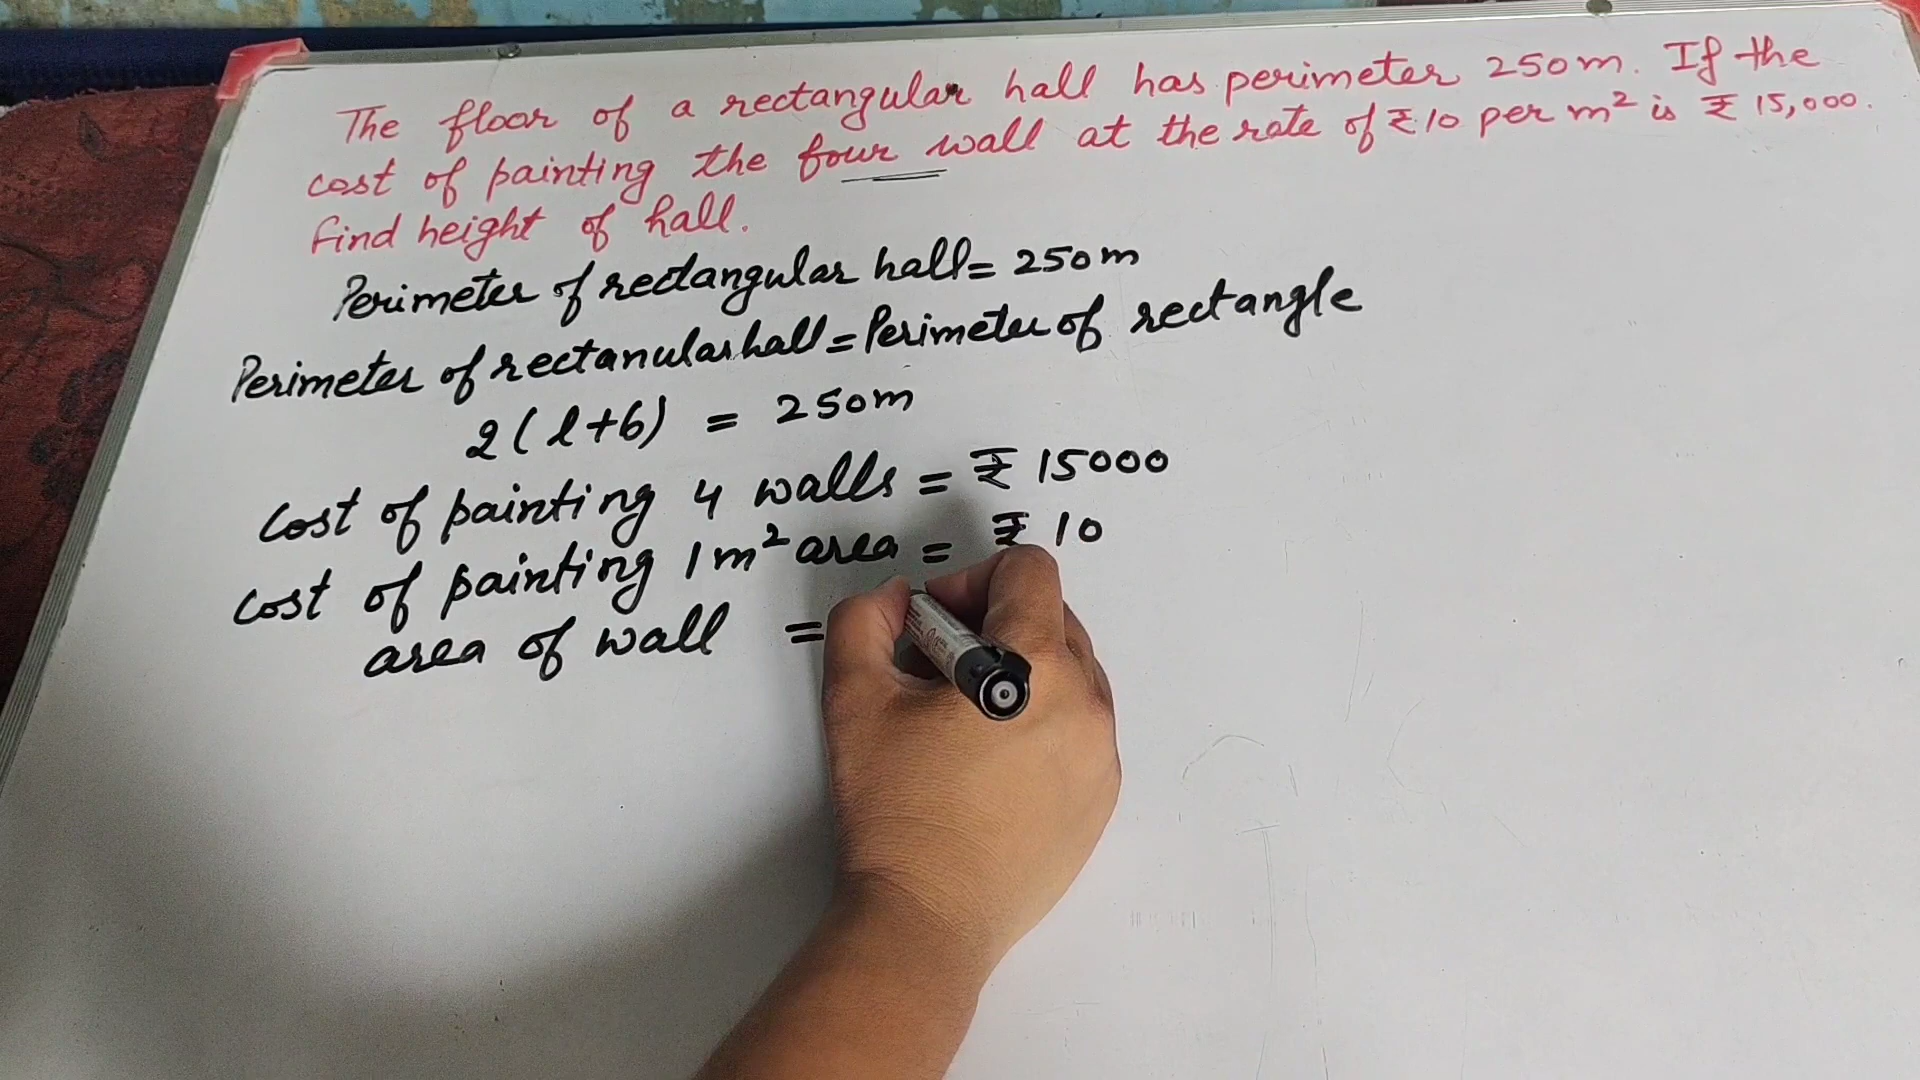 The floor of a rectangular hall has perimeter 250m. If the
cost of painting the four wall at the rate of ₹10 per m² is ₹15,000.
find height of hall.
Perimeter of rectangular hall = 250m
Perimeter of rectanular hall = Perimeter of rectangle
2(l+b) = 250m
Cost of painting 4 walls = ₹ 15000
Cost of painting 1m² area = ₹ 10
area of wall =